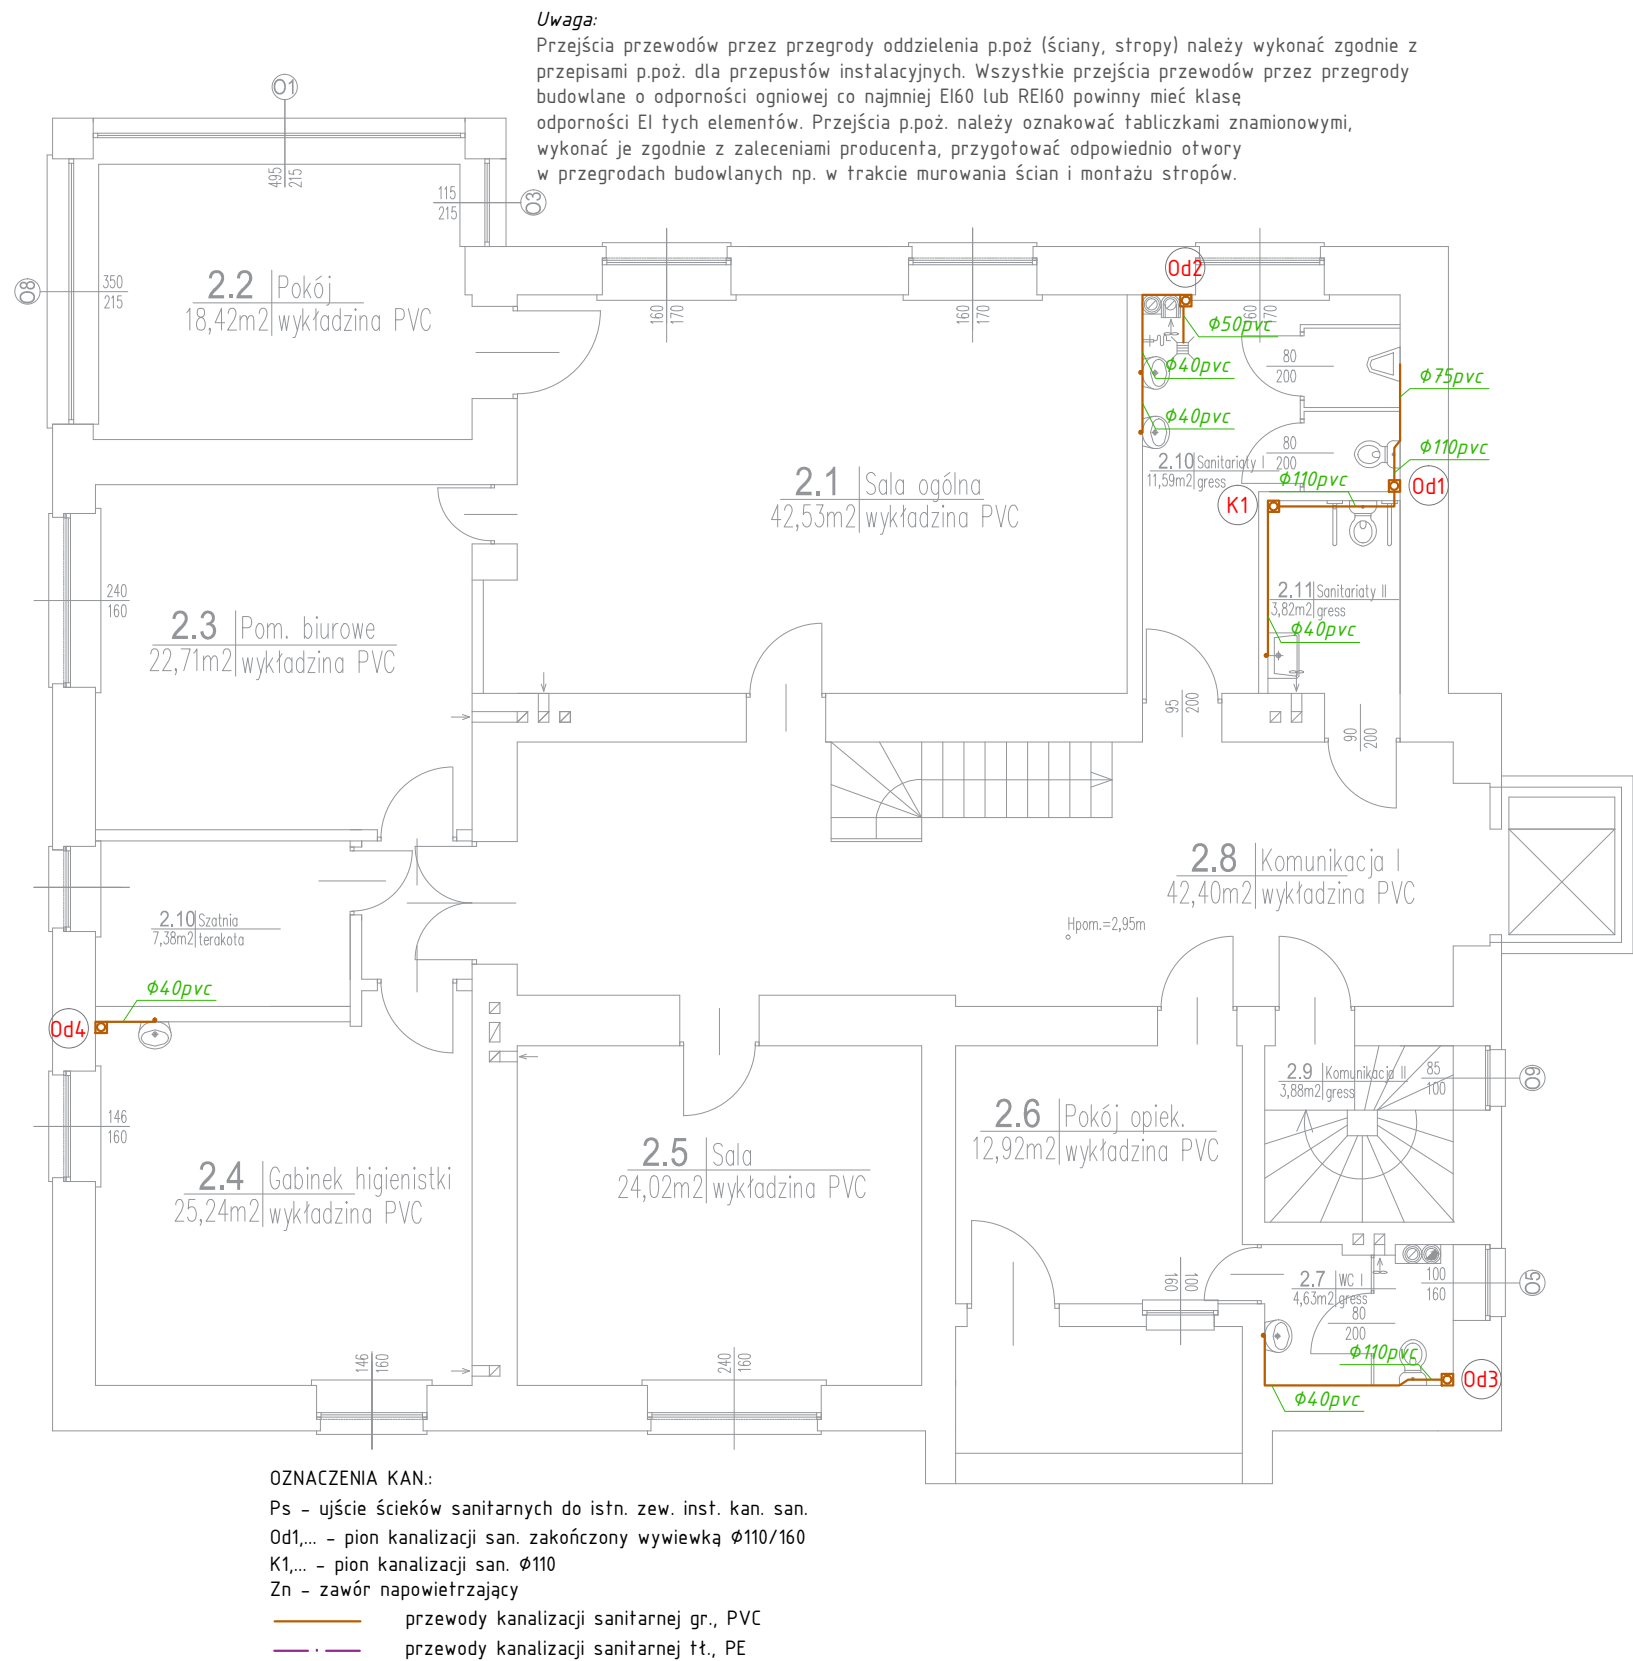 Uwaga:
Przejścia przewodów przez przegrody oddzielenia p.poż (ściany, stropy) należy wykonać zgodnie z
przepisami p.poż. dla przepustów instalacyjnych. Wszystkie przejścia przewodów przez przegrody
budowlane o odporności ogniowej co najmniej EI60 lub REI60 powinny mieć klasę
odporności EI tych elementów. Przejścia p.poż. należy oznakować tabliczkami znamionowymi,
wykonać je zgodnie z zaleceniami producenta, przygotować odpowiednio otwory
w przegrodach budowlanych np. w trakcie murowania ścian i montażu stropów.
O1
495
215
115
215
O3
O8
350
215
2.2 Pokój
18,42m2 wykładzina PVC
160
170
160
170
160
170
Od2
Φ50pvc
Φ40pvc
Φ40pvc
80
200
Φ75pvc
80
200
Φ110pvc
2.10 Sanitariaty I
11,59m2 gress
Φ110pvc
Od1
K1
2.1 Sala ogólna
42,53m2 wykładzina PVC
2.11 Sanitariaty II
3,82m2 gress
Φ40pvc
240
160
2.3 Pom. biurowe
22,71m2 wykładzina PVC
95
200
90
200
2.8 Komunikacja I
42,40m2 wykładzina PVC
Hpom.=2,95m
2.10 Szatnia
7,38m2 terakota
Φ40pvc
Od4
146
160
2.4 Gabinek higienistki
25,24m2 wykładzina PVC
2.5 Sala
24,02m2 wykładzina PVC
2.6 Pokój opiek.
12,92m2 wykładzina PVC
2.9 Komunikacja II
3,88m2 gress
85
100
O9
100
160
2.7 WC I
4,63m2 gress
100
160
O5
80
200
Φ110pvc
Od3
Φ40pvc
146
160
240
160
OZNACZENIA KAN.:
Ps - ujście ścieków sanitarnych do istn. zew. inst. kan. san.
Od1,... - pion kanalizacji san. zakończony wywiewką Φ110/160
K1,... - pion kanalizacji san. Φ110
Zn - zawór napowietrzający
przewody kanalizacji sanitarnej gr., PVC
przewody kanalizacji sanitarnej tł., PE